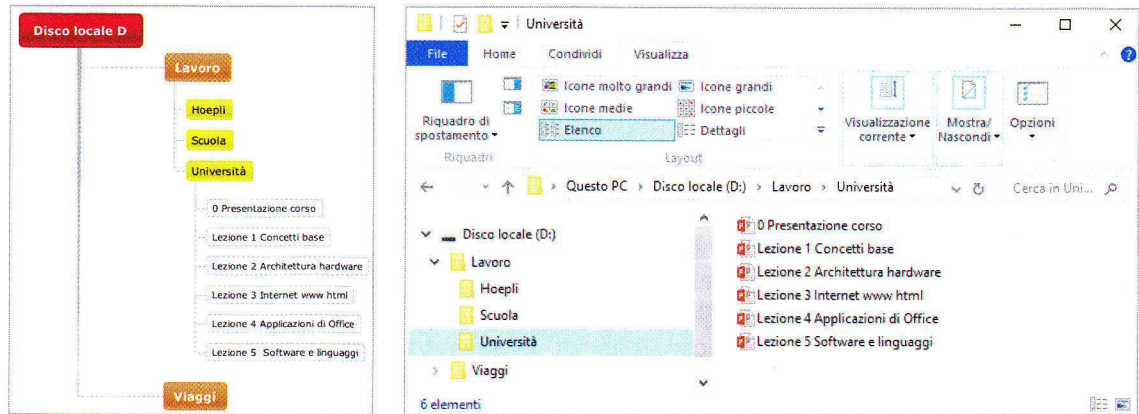 Disco locale D
Lavoro
Hoepli
Scuola
Università
0 Presentazione corso
Lezione 1 Concetti base
Lezione 2 Architettura hardware
Lezione 3 Internet www html
Lezione 4 Applicazioni di Office
Lezione 5 Software e linguaggi
Viaggi
Università
File Home Condividi Visualizza
Riquadro di
spostamento
Icone molto grandi Icone grandi
Icone medie Icone piccole
Elenco Dettagli
Visualizzazione
corrente
Mostra/
Nascondi
Opzioni
Riquadri Layout
Questo PC > Disco locale (D:) > Lavoro > Università
Cerca in Uni...
Disco locale (D:)
Lavoro
Hoepli
Scuola
Università
Viaggi
0 Presentazione corso
Lezione 1 Concetti base
Lezione 2 Architettura hardware
Lezione 3 Internet www html
Lezione 4 Applicazioni di Office
Lezione 5 Software e linguaggi
6 elementi